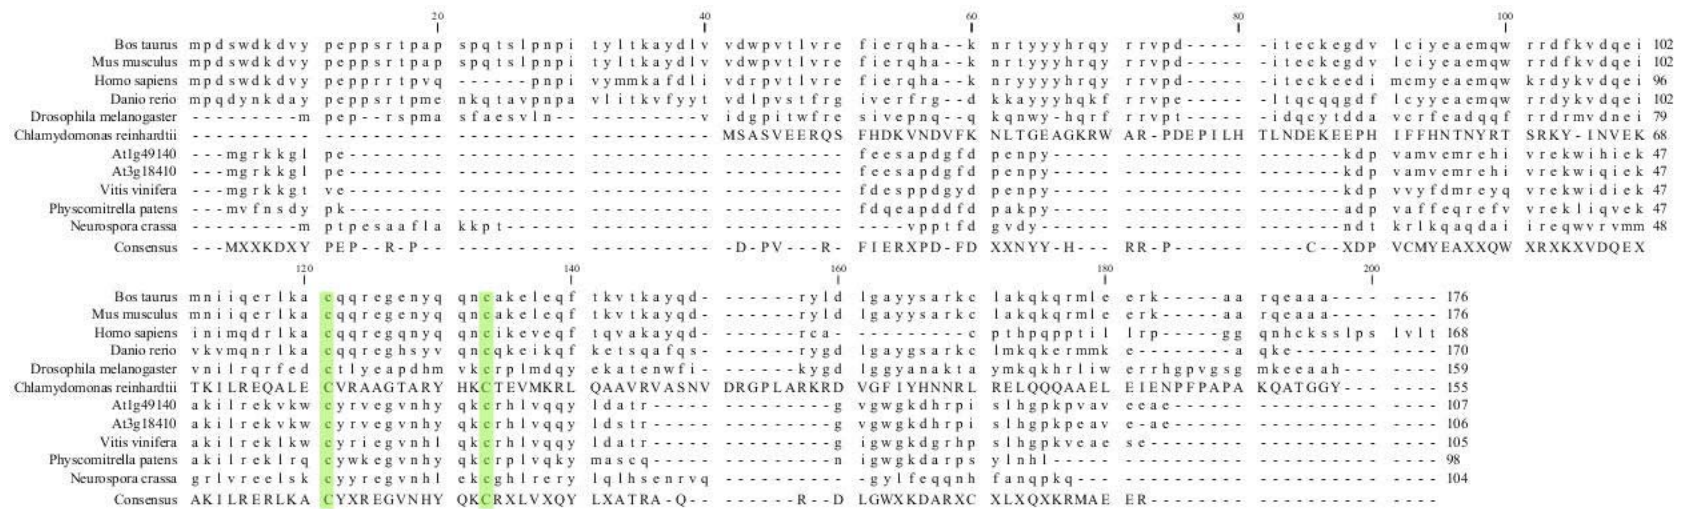 20 40 60 80 100
Bos taurus mpdswdkdvy peppsrtpap spqtslpnpi tyltkaydlv vdwpvtlvre fierqha--k nrtyyyhrqy rrvpd----- -iteckegdv lciyeaemqw rrdfkvdqei 102
Mus musculus mpdswdkdvy peppsrtpap spqtslpnpi tyltkaydlv vdwpvtlvre fierqha--k nrtyyyhrqy rrvpd----- -iteckegdv lciyeaemqw rrdfkvdqei 102
Homo sapiens mpdswdkdvy pepprrtpvq ------pnpi vymmkafdli vdrpvtlvre fierqha--k nryyyyhrqy rrvpd----- -iteckeedi mcmyeaemqw krdykvdqei 96
Danio rerio mpqdynkday peppsrtpme nkqtavpnpa vlitkvfyyt vdlpvstfrg iverfrg--d kkayyyhqkf rrvpe----- -ltqcqqgdf lcyyeaemqw rrdykvdqei 102
Drosophila melanogaster ---------m pep--rspma sfaesvln-- ---------v idgpitwfre sivepnq--q kqnwy-hrqy rrvpt----- -idqcytdda vcrfeadqqf rrdrmvdnei 79
Chlamydomonas reinhardtii ---------- ---------- ---------- ---------- MSASVEERQS FHDKVNDVFK NLTGEAGKRW AR-PDEPILH TLNDEKEEPH IFFHNTNYRT SRKY-INVEK 68
At1g49140 ---mgrkkgl pe-------- ---------- ---------- ---------- feesapdgfd penpy----- ---------- -------kdp vamvemrehi vrekwihiek 47
At3g18410 ---mgrkkgl pe-------- ---------- ---------- ---------- feesapdgfd penpy----- ---------- -------kdp vamvemrehi vrekwiqiek 47
Vitis vinifera ---mgrkkgt ve-------- ---------- ---------- ---------- fdesppdgyd penpy----- ---------- -------kdp vvyfdmreyq vrekwidiek 47
Physcomitrella patens ---mvfnsdy pk-------- ---------- ---------- ---------- fdqeapddfd pakpy----- ---------- -------adp vaffeqrefv vrekliqvek 47
Neurospora crassa ---------m ptpesaafla kkpt------ ---------- ---------- ---vpptfd gvdy------ ---------- -------ndt krlkqaqdai ireqwvrvmm 48
Consensus ---MXXKDXY PEP--R-P-- ---------- ---------- -D-PV---R- FIERXPD-FD XXNYY-H--- RR-P------ ---C--XDP VCMYEAXXQW XRXKXVDQEX
120 140 160 180 200
Bos taurus mniiqerlka cqqregenyq qncakeleqf tkvtkayqd- -------ryld lgayysarkc lakqkqrmle erk-----aa rqeaaa---- ----- 176
Mus musculus mniiqerlka cqqregenyq qncakeleqf tkvtkayqd- -------ryld lgayysarkc lakqkqrmle erk-----aa rqeaaa---- ----- 176
Homo sapiens inimqdrlka cqqregqnyq qncikeveqf tqvakayqd- -------rca- ---------c pthpqpptil lrp-----gg qnhcksslps lvlt 168
Danio rerio vkvmqnrlka cqqreghsyv qncqkeikqf ketsqafqs- -------rygd lgaygsarkc lmkqkermmk e--------a qke------- ----- 170
Drosophila melanogaster vnilrqrfed ctlyeapdhm vkcrplmdqy ekatenwfi- -------kygd lggyanakta ymkqkhrliw errhgpvgsg mkeeaah--- ----- 159
Chlamydomonas reinhardtii TKILREQALE CVRAAGTARY HKCTEVMKRL QAAVRVASNV DRGPLARKRD VGFIYHNNRL RELQQQAAEL EIENPFPAPA KQATGGY--- ----- 155
At1g49140 akilrekvkw cyrvegvnhy qkcrhlvqqy ldatr----- ---------g vgwgkdhrpi slhgpkpvav eeae------ ---------- ----- 107
At3g18410 akilrekvkw cyrvegvnhy qkcrhlvqqy ldstr----- ---------g vgwgkdhrpi slhgpkpeav e-ae------ ---------- ----- 106
Vitis vinifera akilreklkw cyriegvnhl qkcrhlvqqy ldatr----- ---------g igwgkdgrhp slhgpkveae se-------- ---------- ----- 105
Physcomitrella patens akilreklrq cywkegvnhy qkcrplvqky mascq----- ---------n igwgkdarps ylnhl----- ---------- ---------- ----- 98
Neurospora crassa grlvreelsk cyyregvnhl ekcghlrery lqlhsenrvq ---------- -gylfeqqnh fanqpkq--- ---------- ---------- ----- 104
Consensus AKILRERLKA CYXREGVNHY QKCRXLVXQY LXATRA-Q-- -------R--D LGWXKDARXC XLXQXKRMAE ER-------- ---------- -----